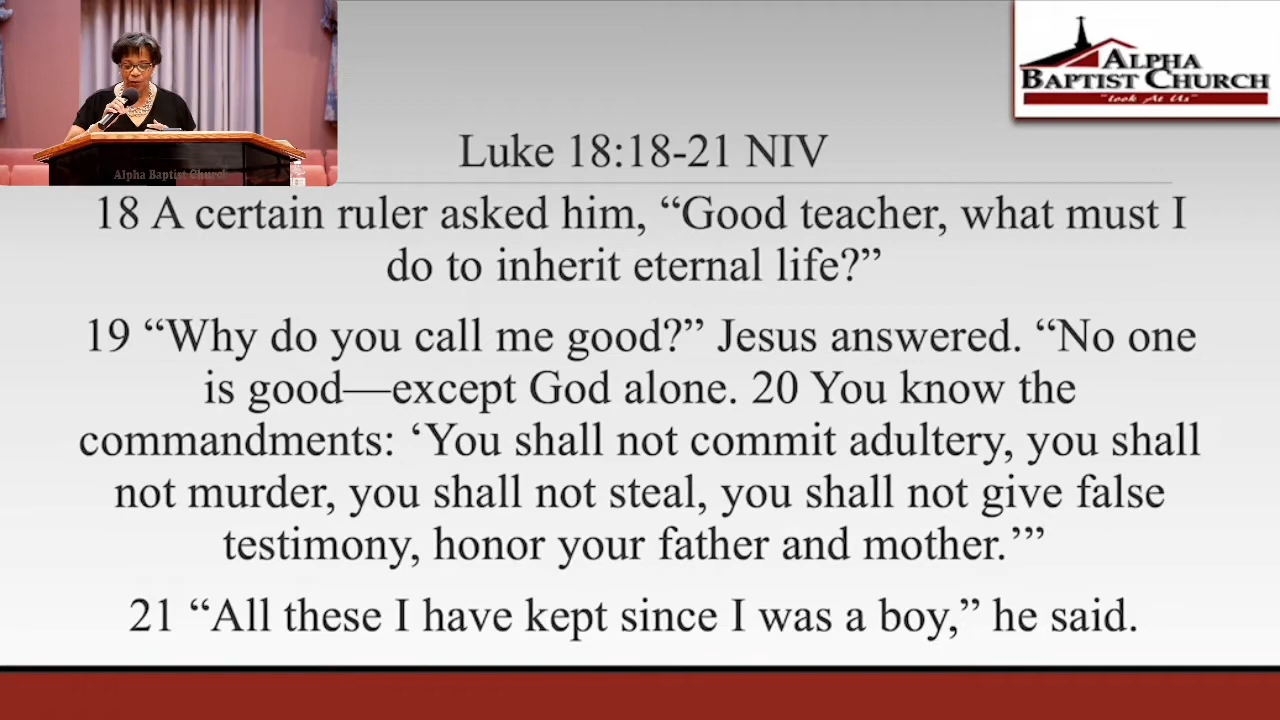 ALPHA
BAPTIST CHURCH
"Look At Us"
Alpha Baptist Church
Luke 18:18-21 NIV
18 A certain ruler asked him, “Good teacher, what must I
do to inherit eternal life?”
19 “Why do you call me good?” Jesus answered. “No one
is good—except God alone. 20 You know the
commandments: ‘You shall not commit adultery, you shall
not murder, you shall not steal, you shall not give false
testimony, honor your father and mother.’”
21 “All these I have kept since I was a boy,” he said.